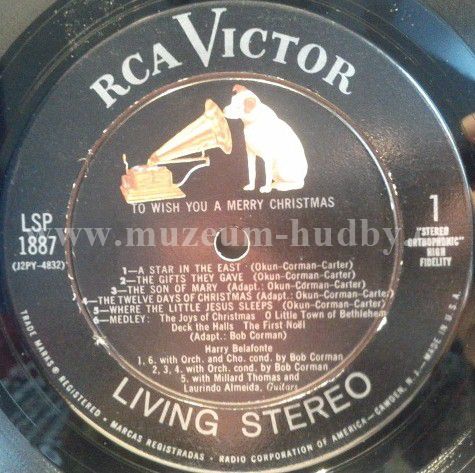 RCA VICTOR
TO WISH YOU A MERRY CHRISTMAS
LSP
1887
(J2PY-4832)
1
"STEREO
ORTHOPHONIC"
HIGH
FIDELITY
www.muzeum-hudby.
1—A STAR IN THE EAST (Okun-Corman-Carter)
2—THE GIFTS THEY GAVE (Okun-Corman-Carter)
3—THE SON OF MARY (Adapt.: Okun-Corman-Carter)
4—THE TWELVE DAYS OF CHRISTMAS (Adapt.: Okun-Corman-Carter)
5—WHERE THE LITTLE JESUS SLEEPS (Okun-Corman-Carter)
6—MEDLEY: The Joys of Christmas O Little Town of Bethlehem
Deck the Halls The First Noël
(Adapt.: Bob Corman)
Harry Belafonte
1, 6. with Orch. and Cho. cond. by Bob Corman
2, 3, 4. with Orch. cond. by Bob Corman
5. with Millard Thomas and
Laurindo Almeida, Guitars
LIVING STEREO
TRADE MARKS ® REGISTERED • MARCAS REGISTRADAS • RADIO CORPORATION OF AMERICA—CAMDEN, N.J.—MADE IN U.S.A.